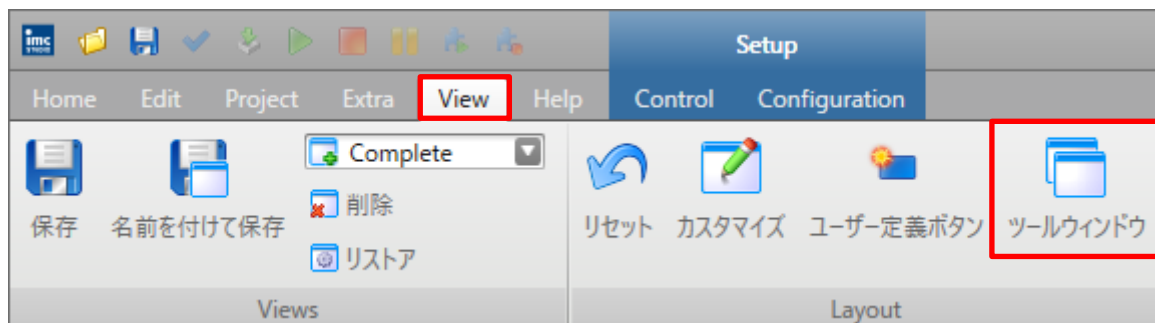 imc
STUDIO
Setup
Home Edit Project Extra View Help Control Configuration
Complete
削除
リストア
保存 名前を付けて保存
リセット カスタマイズ ユーザー定義ボタン ツールウィンドウ
Views Layout